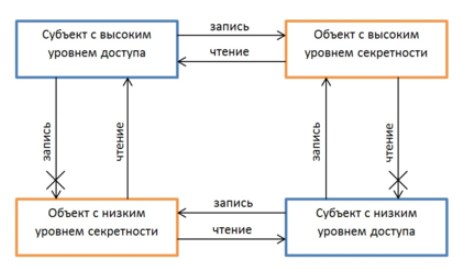 Субъект с высоким
уровнем доступа
запись
чтение
Объект с высоким
уровнем секретности
запись
чтение
запись
чтение
Объект с низким
уровнем секретности
запись
чтение
Субъект с низким
уровнем доступа